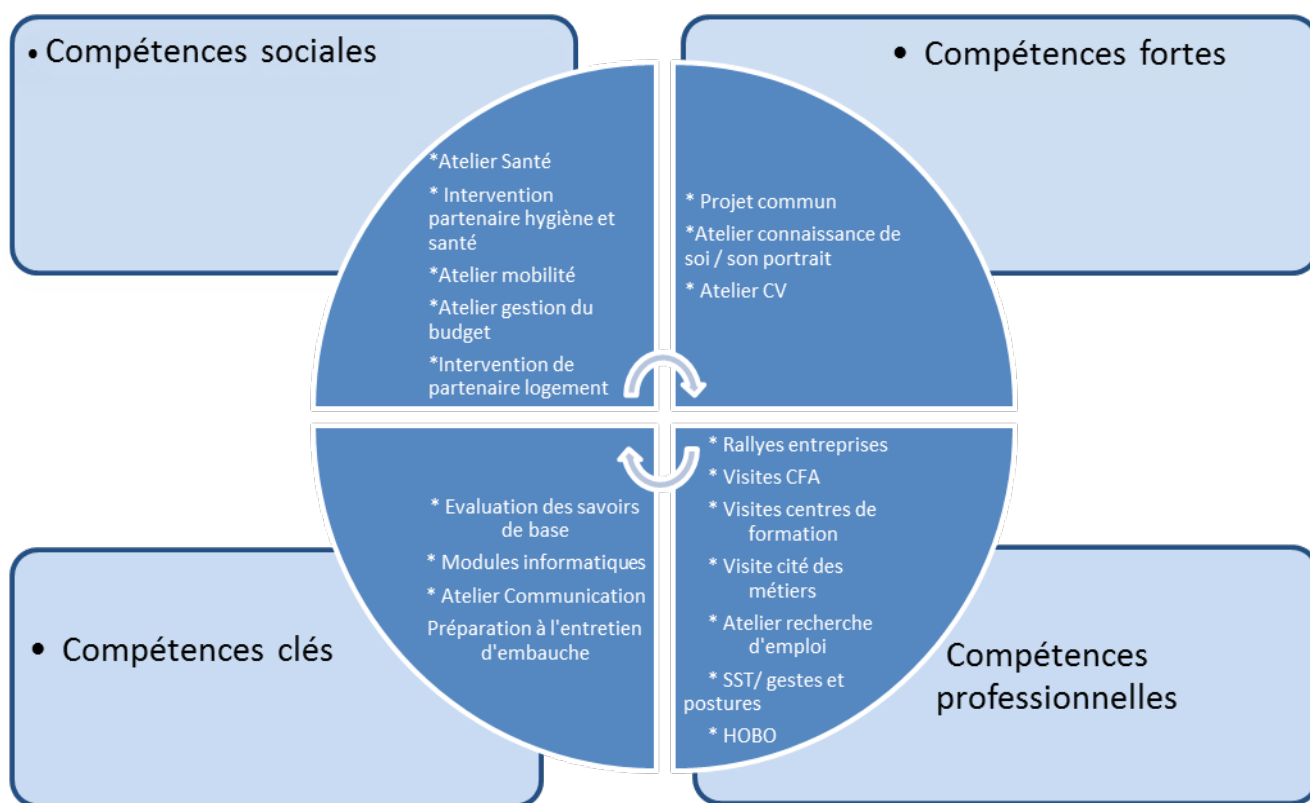 • Compétences sociales
*Atelier Santé
* Intervention
partenaire hygiène et
santé
*Atelier mobilité
*Atelier gestion du
budget
*Intervention de
partenaire logement
• Compétences fortes
* Projet commun
*Atelier connaissance de
soi / son portrait
* Atelier CV
• Compétences clés
* Evaluation des savoirs
de base
* Modules informatiques
* Atelier Communication
Préparation à l'entretien
d'embauche
* Rallyes entreprises
* Visites CFA
* Visites centres de
formation
* Visite cité des
métiers
* Atelier recherche
d'emploi
* SST/ gestes et
postures
* HOBO
Compétences
professionnelles